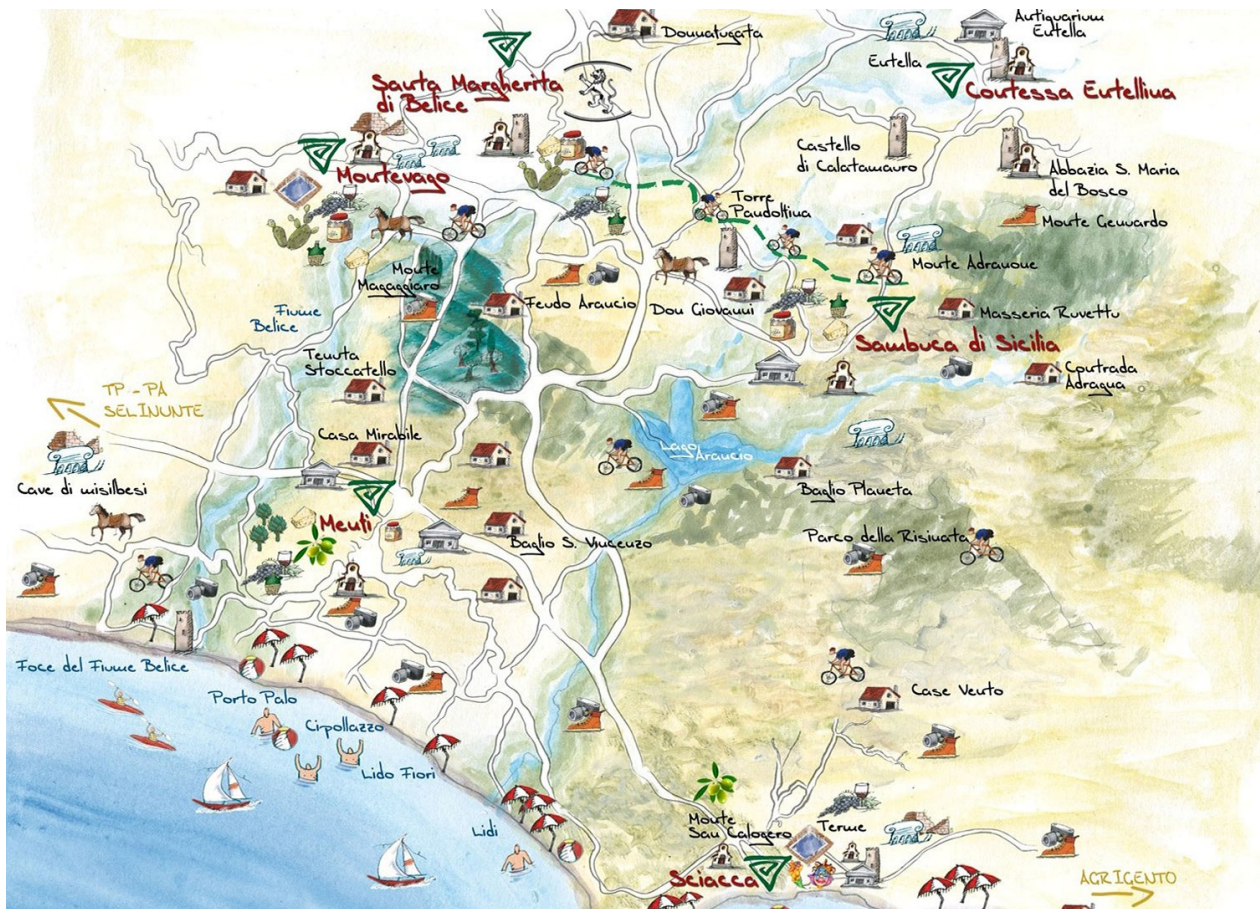 Donnafugata
Antiquarium
Entella
Entella
Santa Margherita
di Belice
Contessa Entellina
Montevago
Castello
di Calatamauro
Abbazia S. Maria
del Bosco
Torre
Pandolfina
Monte Genuardo
Monte Adranone
Monte
Magaggiaro
Feudo Arancio
Don Giovanni
Fiume
Belice
Masseria Ruvettu
Sambuca di Sicilia
Tenuta
Stoccatello
Contrada
Adragna
TP - PA
SELINUNTE
Casa Mirabile
Lago
Arancio
Cave di misilbesi
Baglio Planeta
Menfi
Baglio S. Vincenzo
Parco della Risinata
Foce del Fiume Belice
Porto Palo
Cipollazzo
Case Vento
Lido Fiori
Lidi
Monte
San Calogero
Terme
Sciacca
AGRIGENTO